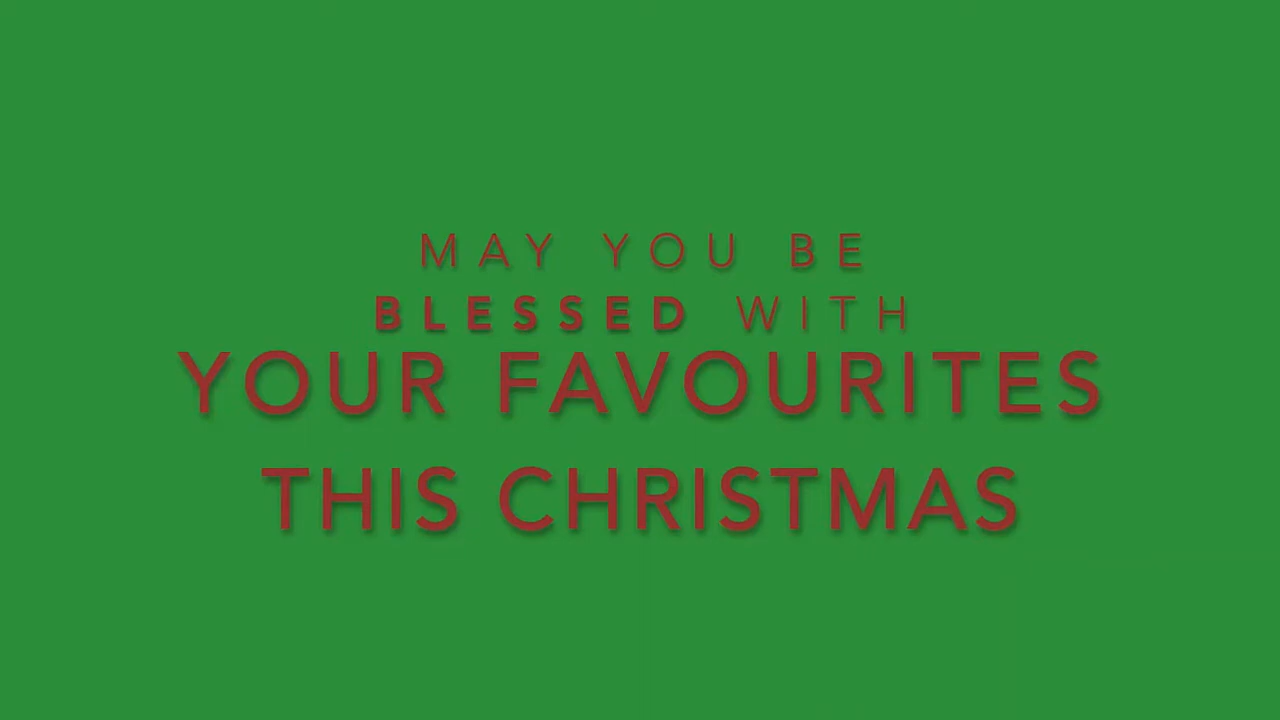 MAY YOU BE
BLESSED WITH
YOUR FAVOURITES
THIS CHRISTMAS